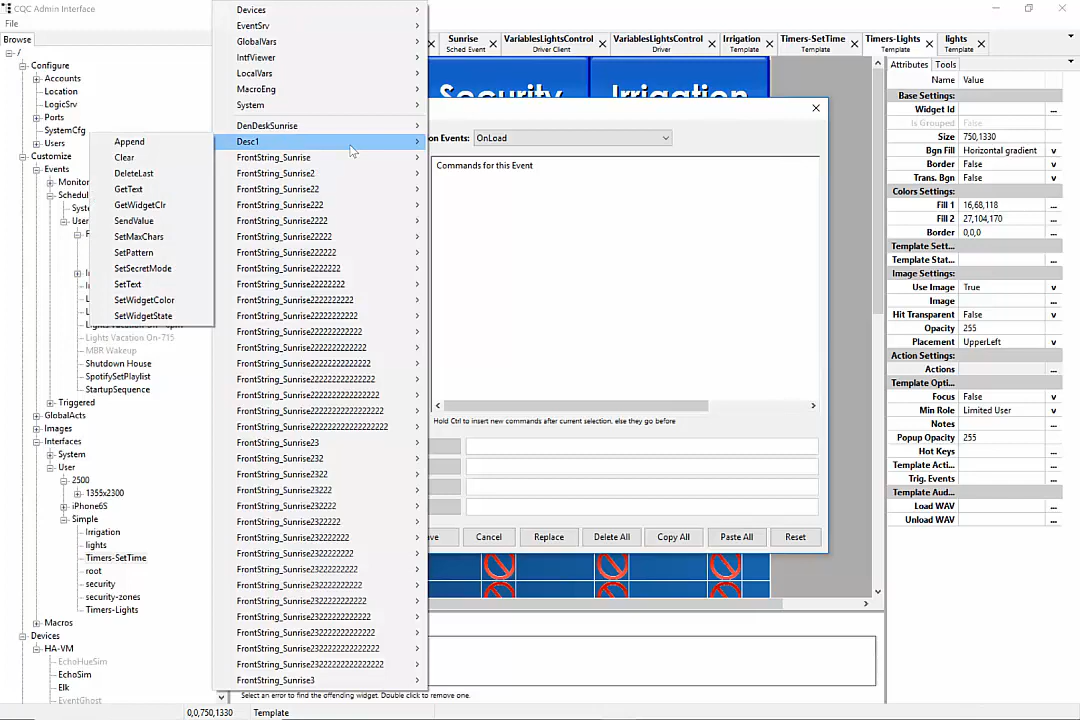 CQC Admin Interface
File
Browse
/
Configure
Accounts
Location
LogicSrv
Ports
SystemCfg
Users
Customize
Events
Monitor
Schedul
Syst
User
Lights Vacation On-715
MBR Wakeup
Shutdown House
SpotifySetPlaylist
StartupSequence
Triggered
GlobalActs
Images
Interfaces
System
User
2500
1355x2300
iPhone6S
Simple
Irrigation
lights
Timers-SetTime
root
security
security-zones
Timers-Lights
Macros
Devices
HA-VM
EchoHueSim
EchoSim
Elk
EventGhost
Append
Clear
DeleteLast
GetText
GetWidgetClr
SendValue
SetMaxChars
SetPattern
SetSecretMode
SetText
SetWidgetColor
SetWidgetState
Devices
EventSrv
GlobalVars
IntfViewer
LocalVars
MacroEng
System
DenDeskSunrise
Desc1
FrontString_Sunrise
FrontString_Sunrise2
FrontString_Sunrise22
FrontString_Sunrise222
FrontString_Sunrise2222
FrontString_Sunrise22222
FrontString_Sunrise222222
FrontString_Sunrise2222222
FrontString_Sunrise22222222
FrontString_Sunrise222222222
FrontString_Sunrise2222222222
FrontString_Sunrise22222222222
FrontString_Sunrise222222222222
FrontString_Sunrise2222222222222
FrontString_Sunrise22222222222222
FrontString_Sunrise222222222222222
FrontString_Sunrise2222222222222222
FrontString_Sunrise23
FrontString_Sunrise232
FrontString_Sunrise2322
FrontString_Sunrise23222
FrontString_Sunrise232222
FrontString_Sunrise2322222
FrontString_Sunrise23222222
FrontString_Sunrise232222222
FrontString_Sunrise2322222222
FrontString_Sunrise23222222222
FrontString_Sunrise232222222222
FrontString_Sunrise2322222222222
FrontString_Sunrise23222222222222
FrontString_Sunrise232222222222222
FrontString_Sunrise2322222222222222
FrontString_Sunrise3
Sunrise
Sched Event
VariablesLightsControl
Driver Client
VariablesLightsControl
Driver
Irrigation
Template
Timers-SetTime
Template
Timers-Lights
Template
lights
Template
Security
Irrigation
on Events:
OnLoad
Commands for this Event
Hold Ctrl to insert new commands after current selection, else they go before
ve
Cancel
Replace
Delete All
Copy All
Paste All
Reset
Select an error to find the offending widget. Double click to remove one.
Attributes
Tools
Name Value
Base Settings:
Widget Id ...
Is Grouped False
Size 750,1330 ...
Bgn Fill Horizontal gradient v
Border False v
Trans. Bgn False v
Colors Settings:
Fill 1 16,68,118 ...
Fill 2 27,104,170 ...
Border 0,0,0 ...
Template Sett...
Template Stat... ...
Image Settings:
Use Image True v
Image ...
Hit Transparent False v
Opacity 255
Placement UpperLeft v
Action Settings:
Actions ...
Template Opti...
Focus False v
Min Role Limited User v
Notes ...
Popup Opacity 255
Hot Keys ...
Template Acti... ...
Trig. Events ...
Template Aud...
Load WAV ...
Unload WAV ...
0,0,750,1330
Template